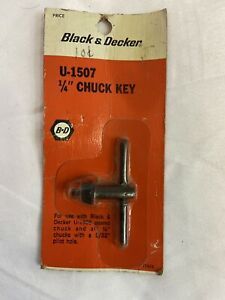 PRICE
Black & Decker
U-1507
1/4" CHUCK KEY
B-D
For use with Black &
Decker
chuck and all 1/4"
chucks with a 1/32"
pilot hole.